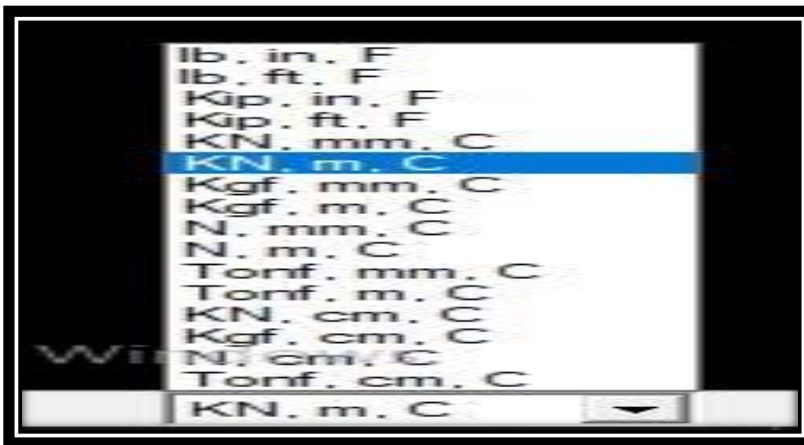 lb, in, F
lb, ft, F
Kip, in, F
Kip, ft, F
KN, mm, C
KN, m, C
Kgf, mm, C
Kgf, m, C
N, mm, C
N, m, C
Tonf, mm, C
Tonf, m, C
KN, cm, C
Kgf, cm, C
N, cm, C
Tonf, cm, C
KN, m, C